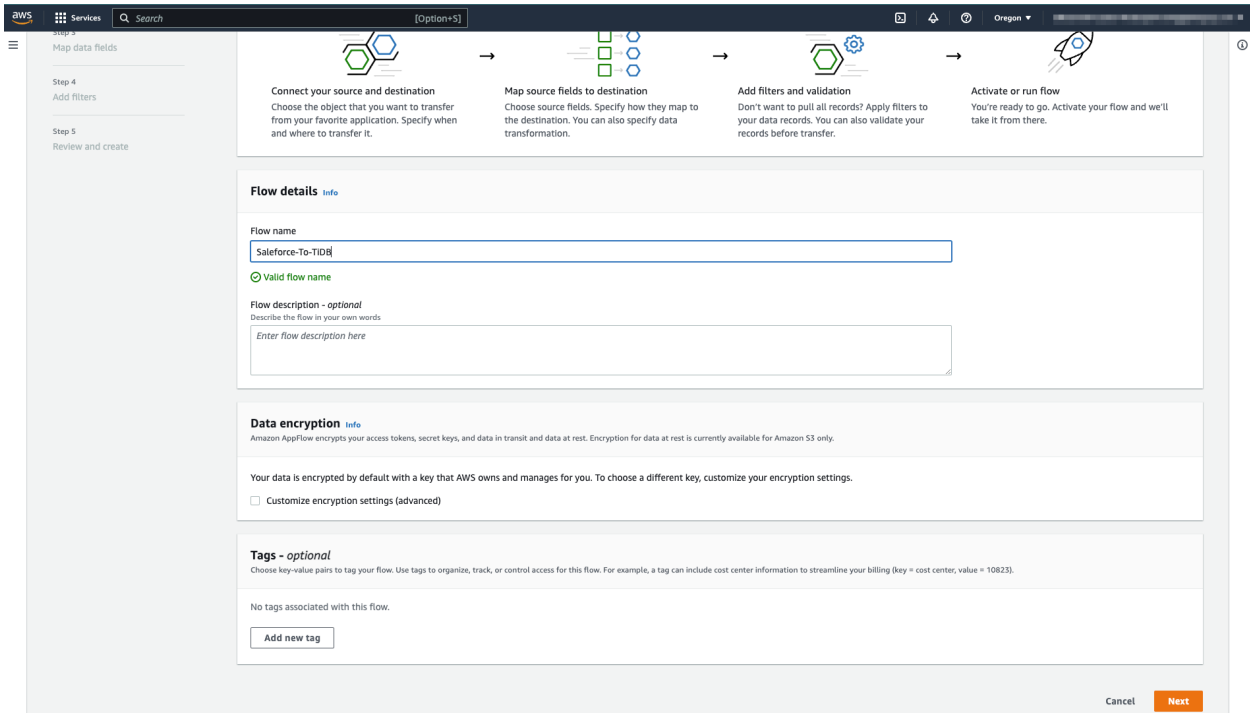 aws
Services
Search
[Option+S]
Oregon ▼
Step 3
Map data fields
Step 4
Add filters
Step 5
Review and create
Connect your source and destination
Choose the object that you want to transfer
from your favorite application. Specify when
and where to transfer it.
Map source fields to destination
Choose source fields. Specify how they map to
the destination. You can also specify data
transformation.
Add filters and validation
Don't want to pull all records? Apply filters to
your data records. You can also validate your
records before transfer.
Activate or run flow
You're ready to go. Activate your flow and we'll
take it from there.
Flow details Info
Flow name
Saleforce-To-TiDB
Valid flow name
Flow description - optional
Describe the flow in your own words
Enter flow description here
Data encryption Info
Amazon AppFlow encrypts your access tokens, secret keys, and data in transit and data at rest. Encryption for data at rest is currently available for Amazon S3 only.
Your data is encrypted by default with a key that AWS owns and manages for you. To choose a different key, customize your encryption settings.
Customize encryption settings (advanced)
Tags - optional
Choose key-value pairs to tag your flow. Use tags to organize, track, or control access for this flow. For example, a tag can include cost center information to streamline your billing (key = cost center, value = 10823).
No tags associated with this flow.
Add new tag
Cancel
Next